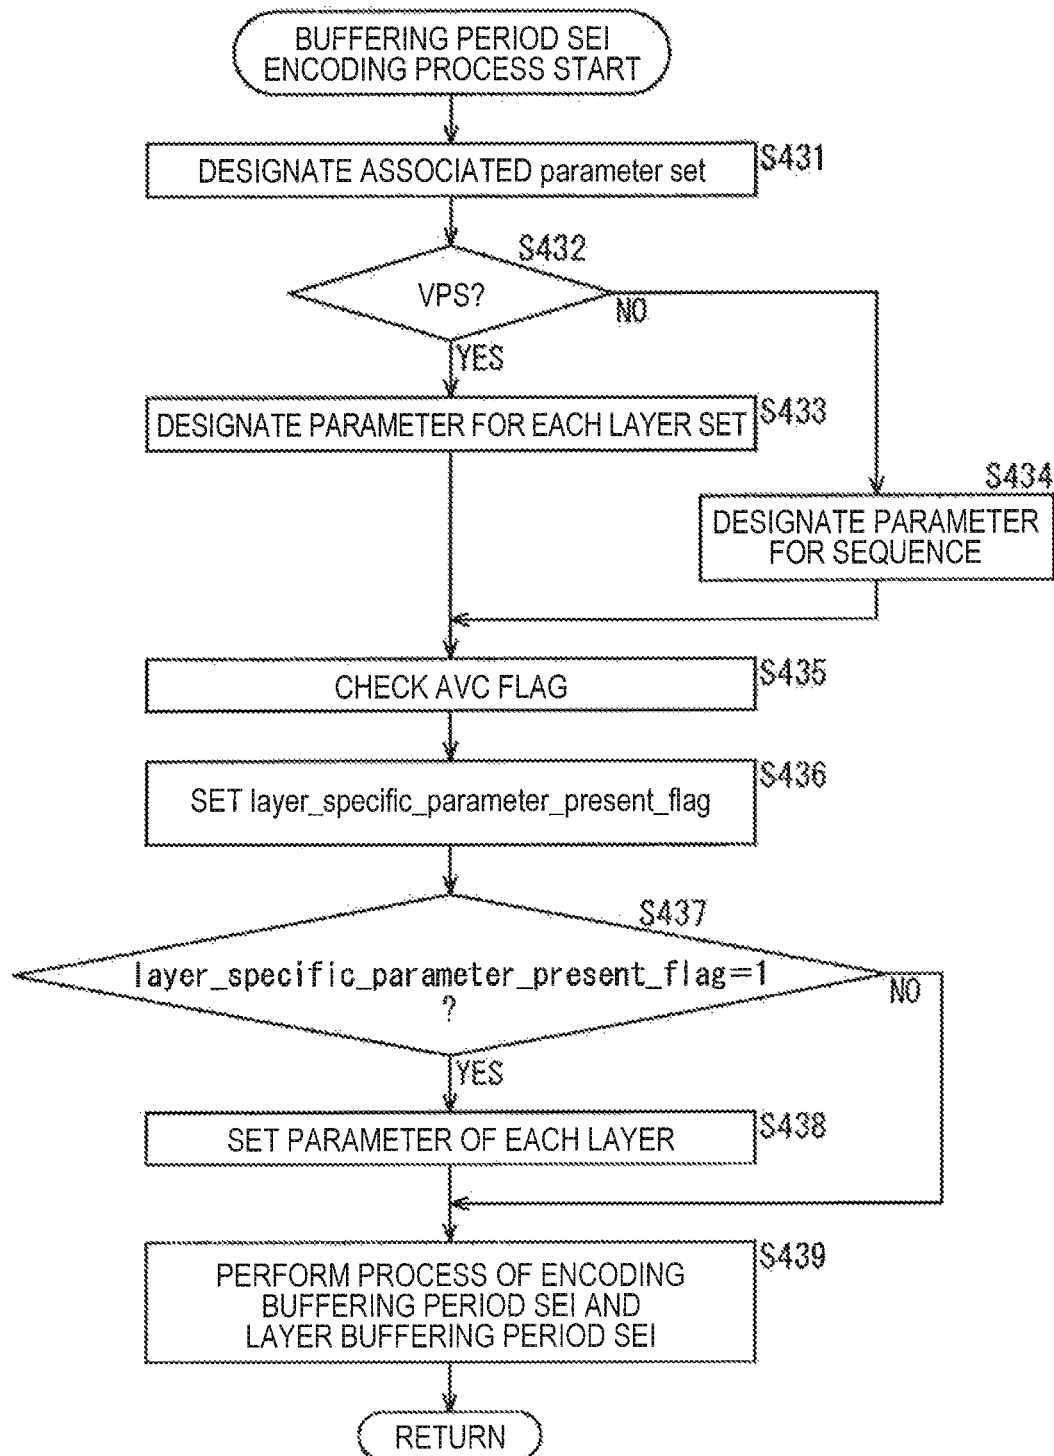 BUFFERING PERIOD SEI
ENCODING PROCESS START
DESIGNATE ASSOCIATED parameter set
S431
S432
VPS?
NO
YES
DESIGNATE PARAMETER FOR EACH LAYER SET
S433
S434
DESIGNATE PARAMETER
FOR SEQUENCE
CHECK AVC FLAG
S435
SET layer_specific_parameter_present_flag
S436
S437
layer_specific_parameter_present_flag=1
?
NO
YES
SET PARAMETER OF EACH LAYER
S438
PERFORM PROCESS OF ENCODING
BUFFERING PERIOD SEI AND
LAYER BUFFERING PERIOD SEI
S439
RETURN